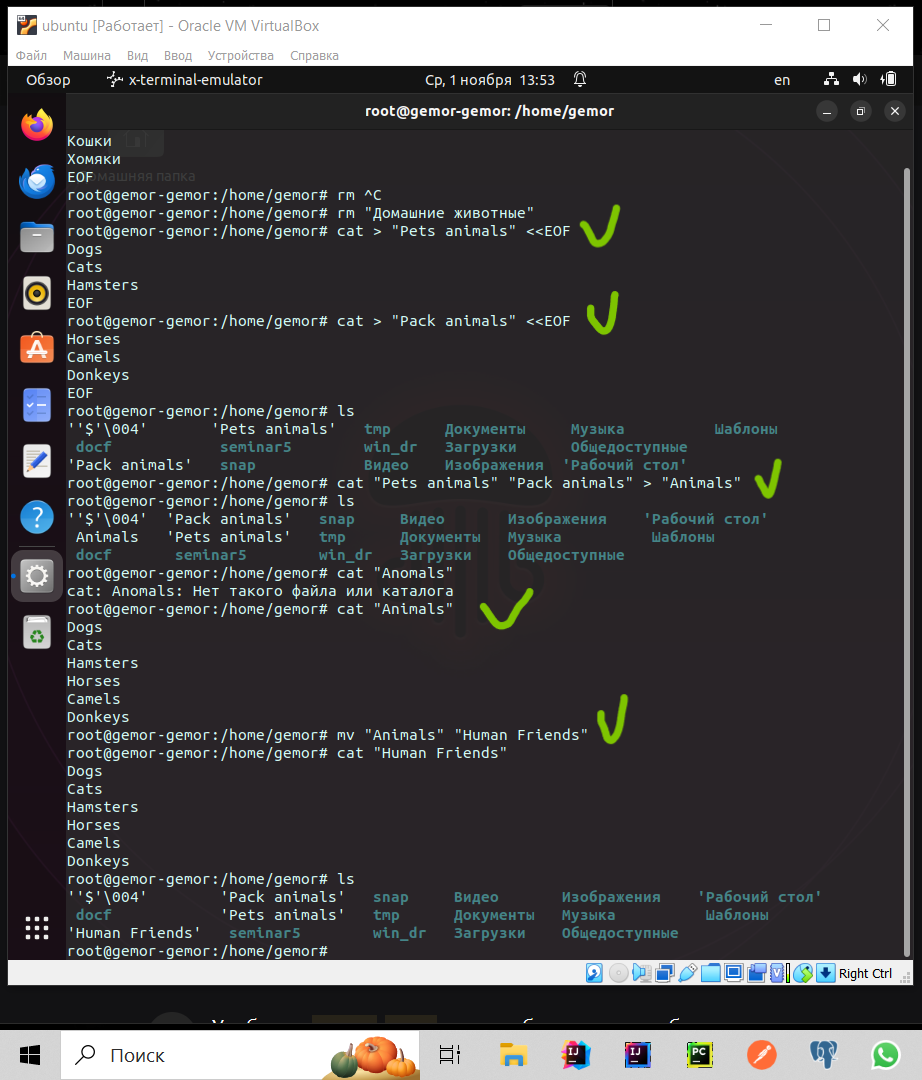 ubuntu [Работает] - Oracle VM VirtualBox
Файл Машина Вид Ввод Устройства Справка
Обзор x-terminal-emulator Ср, 1 ноября 13:53 en
root@gemor-gemor: /home/gemor
Кошки
Хомяки
EOF
Домашняя папка
root@gemor-gemor:/home/gemor# rm ^C
root@gemor-gemor:/home/gemor# rm "Домашние животные"
root@gemor-gemor:/home/gemor# cat > "Pets animals" <<EOF
Dogs
Cats
Hamsters
EOF
root@gemor-gemor:/home/gemor# cat > "Pack animals" <<EOF
Horses
Camels
Donkeys
EOF
root@gemor-gemor:/home/gemor# ls
''$'\004' 'Pets animals' tmp Документы Музыка Шаблоны
docf seminar5 win_dr Загрузки Общедоступные
'Pack animals' snap Видео Изображения 'Рабочий стол'
root@gemor-gemor:/home/gemor# cat "Pets animals" "Pack animals" > "Animals"
root@gemor-gemor:/home/gemor# ls
''$'\004' 'Pack animals' snap Видео Изображения 'Рабочий стол'
Animals 'Pets animals' tmp Документы Музыка Шаблоны
docf seminar5 win_dr Загрузки Общедоступные
root@gemor-gemor:/home/gemor# cat "Anomals"
cat: Anomals: Нет такого файла или каталога
root@gemor-gemor:/home/gemor# cat "Animals"
Dogs
Cats
Hamsters
Horses
Camels
Donkeys
root@gemor-gemor:/home/gemor# mv "Animals" "Human Friends"
root@gemor-gemor:/home/gemor# cat "Human Friends"
Dogs
Cats
Hamsters
Horses
Camels
Donkeys
root@gemor-gemor:/home/gemor# ls
''$'\004' 'Pack animals' snap Видео Изображения 'Рабочий стол'
docf 'Pets animals' tmp Документы Музыка Шаблоны
'Human Friends' seminar5 win_dr Загрузки Общедоступные
root@gemor-gemor:/home/gemor#
Right Ctrl
Поиск
IJ IJ PC